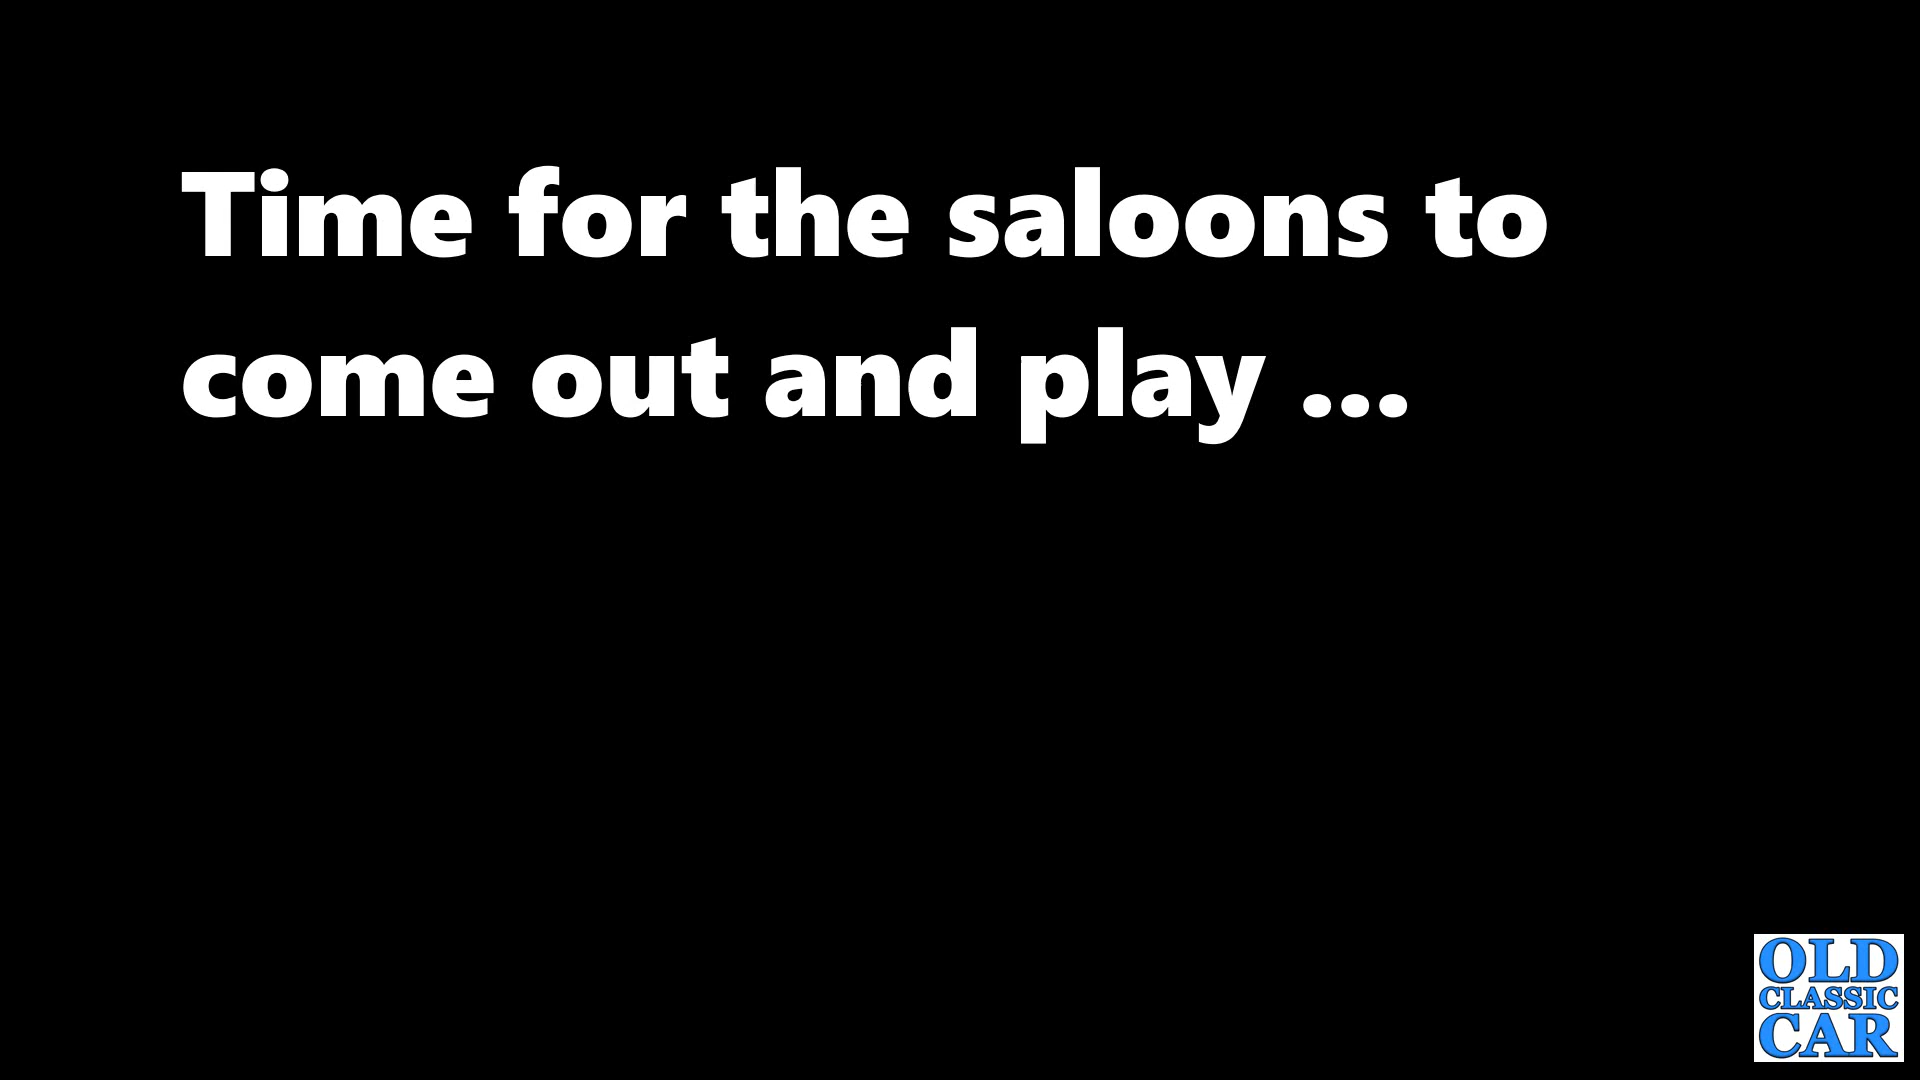 Time for the saloons to
come out and play ...
OLD
CLASSIC
CAR